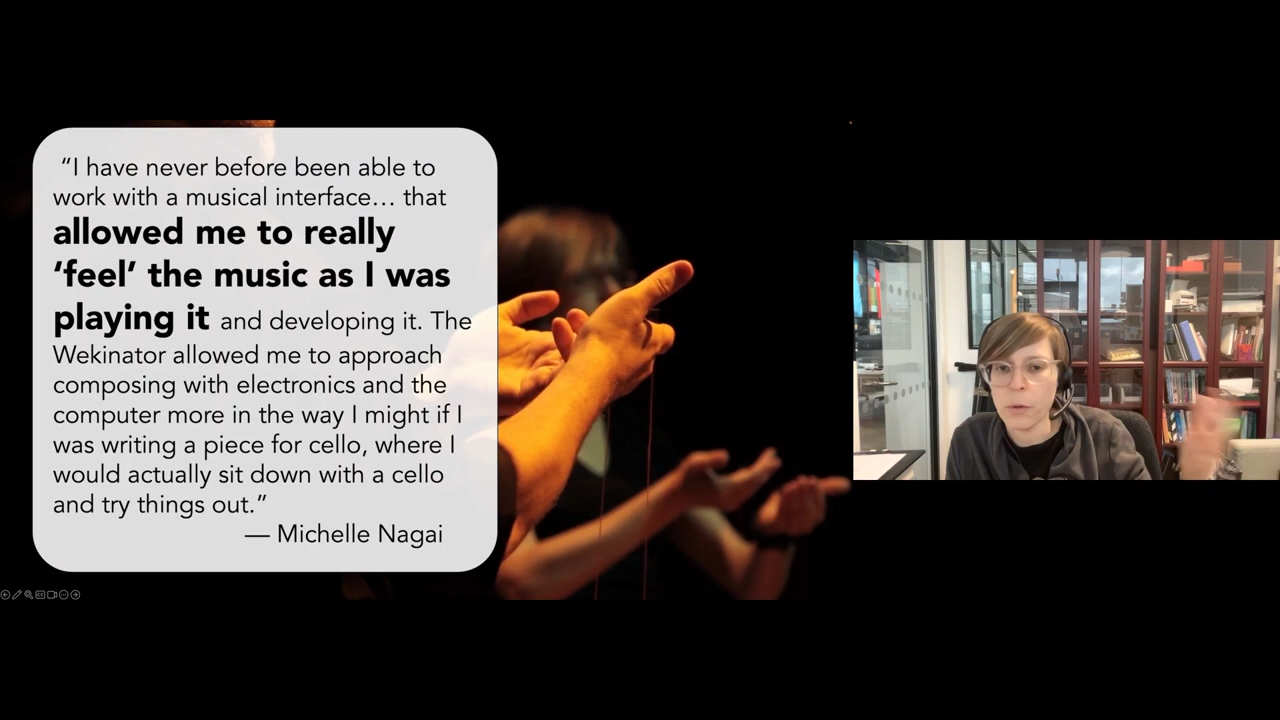 “I have never before been able to
work with a musical interface… that
allowed me to really
‘feel’ the music as I was
playing it and developing it. The
Wekinator allowed me to approach
composing with electronics and the
computer more in the way I might if I
was writing a piece for cello, where I
would actually sit down with a cello
and try things out.”
— Michelle Nagai